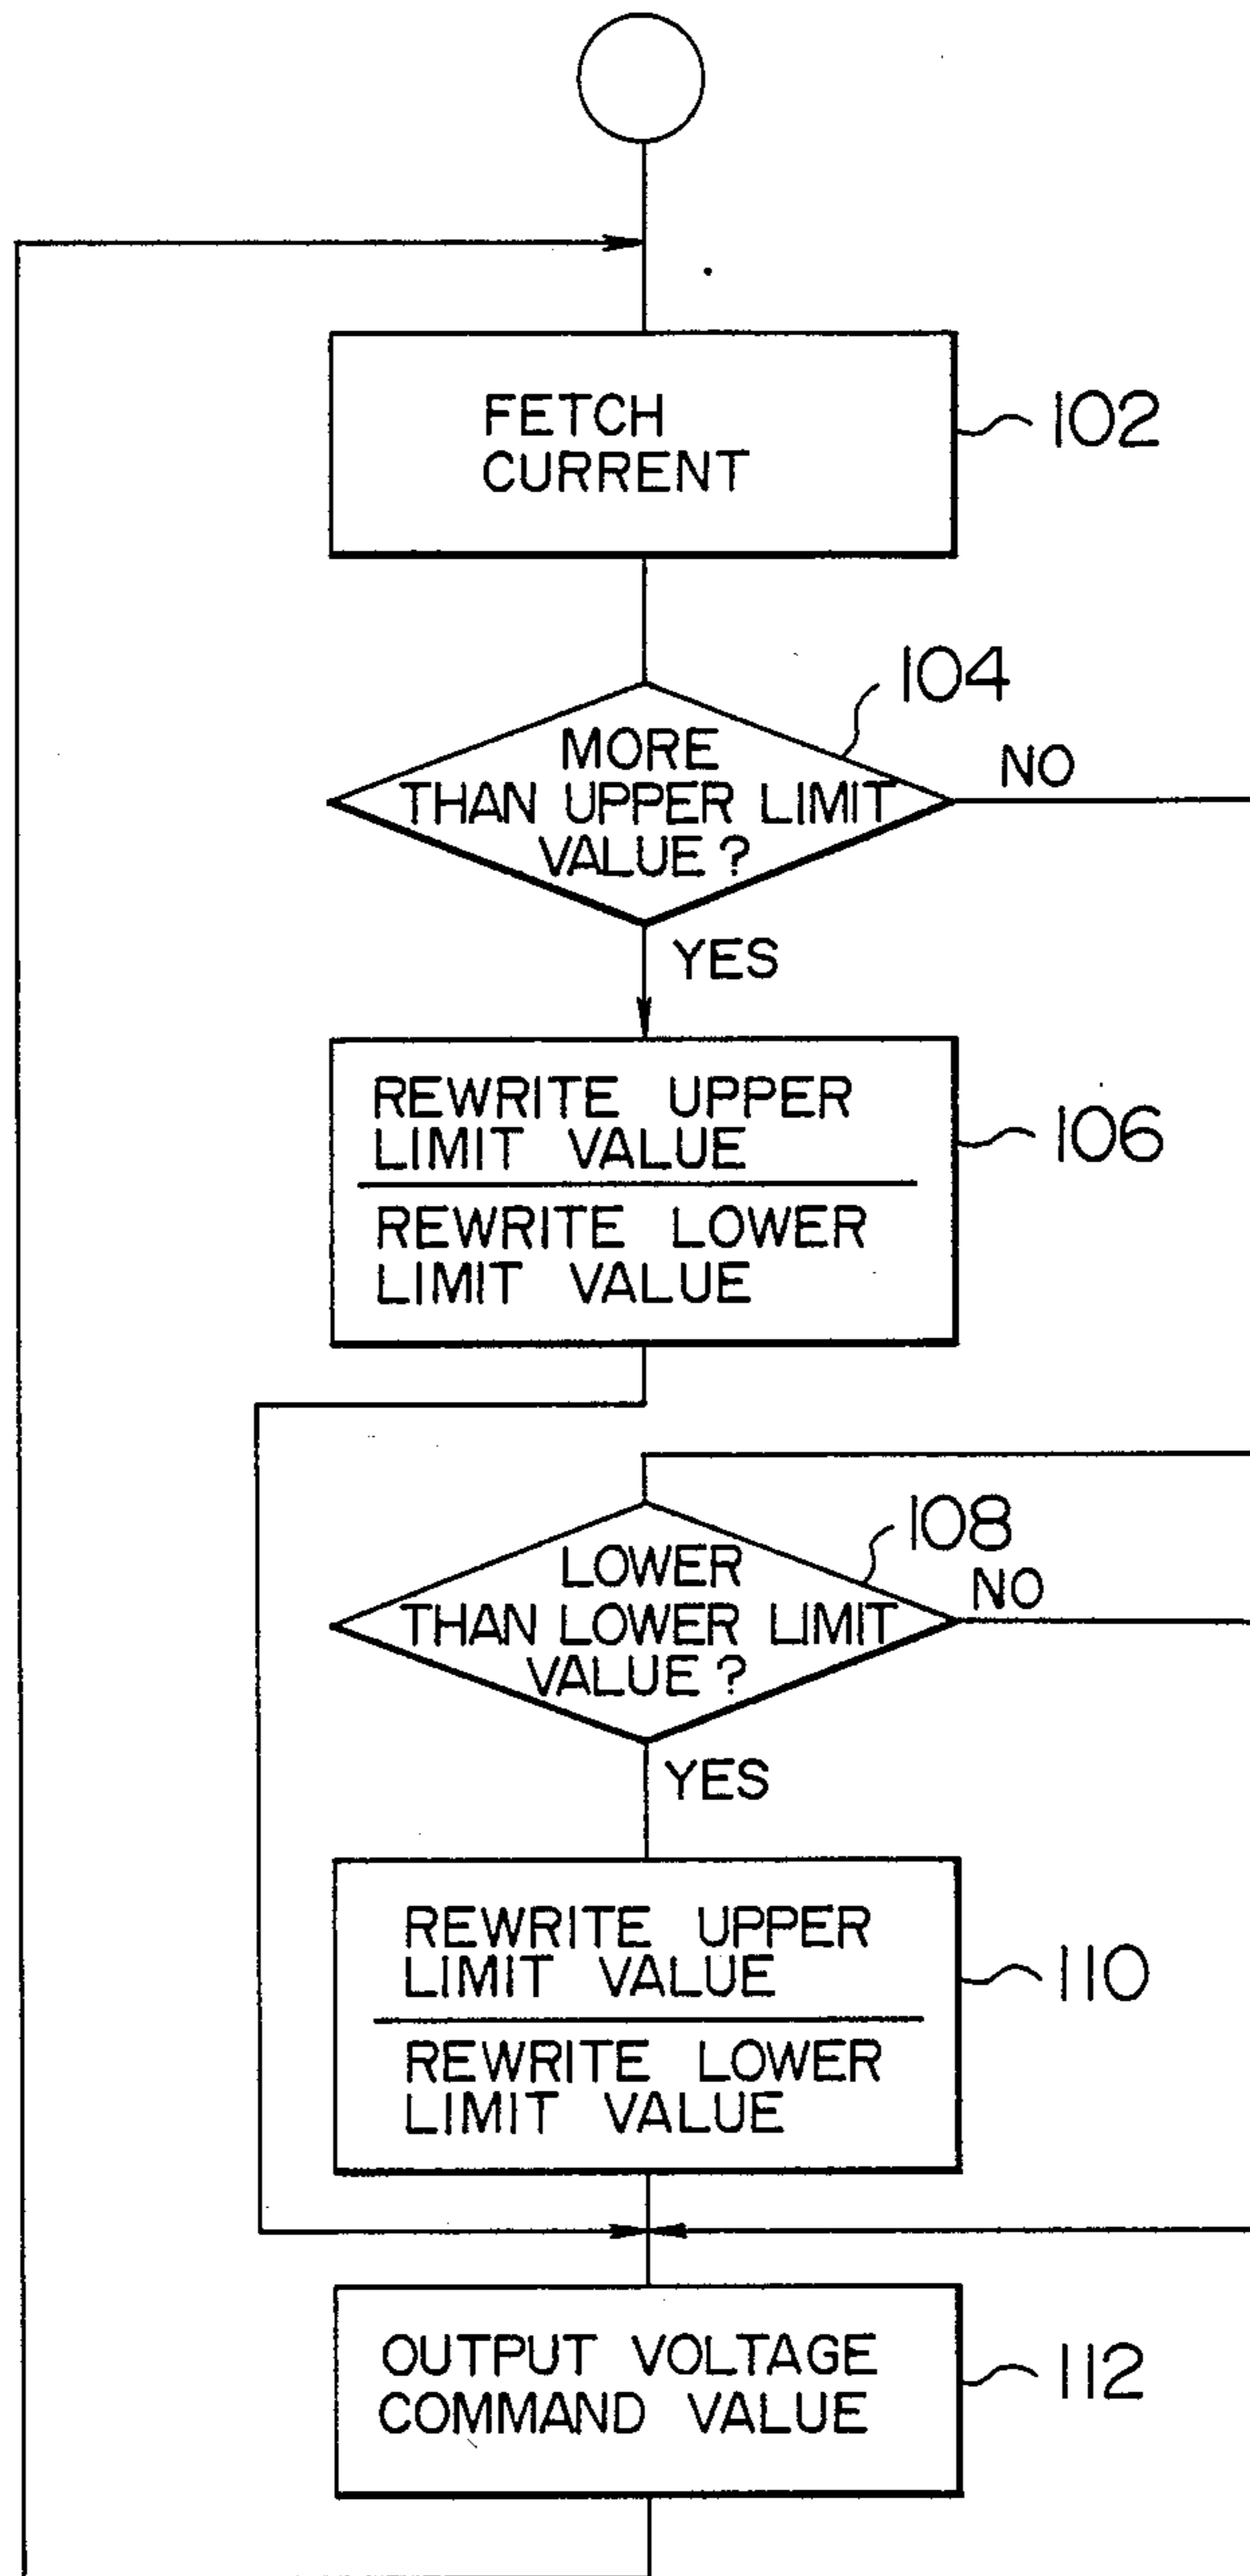 FETCH
CURRENT
102
104
MORE
THAN UPPER LIMIT
VALUE?
NO
YES
REWRITE UPPER
LIMIT VALUE
REWRITE LOWER
LIMIT VALUE
106
108
LOWER
THAN LOWER LIMIT
VALUE?
NO
YES
REWRITE UPPER
LIMIT VALUE
REWRITE LOWER
LIMIT VALUE
110
OUTPUT VOLTAGE
COMMAND VALUE
112